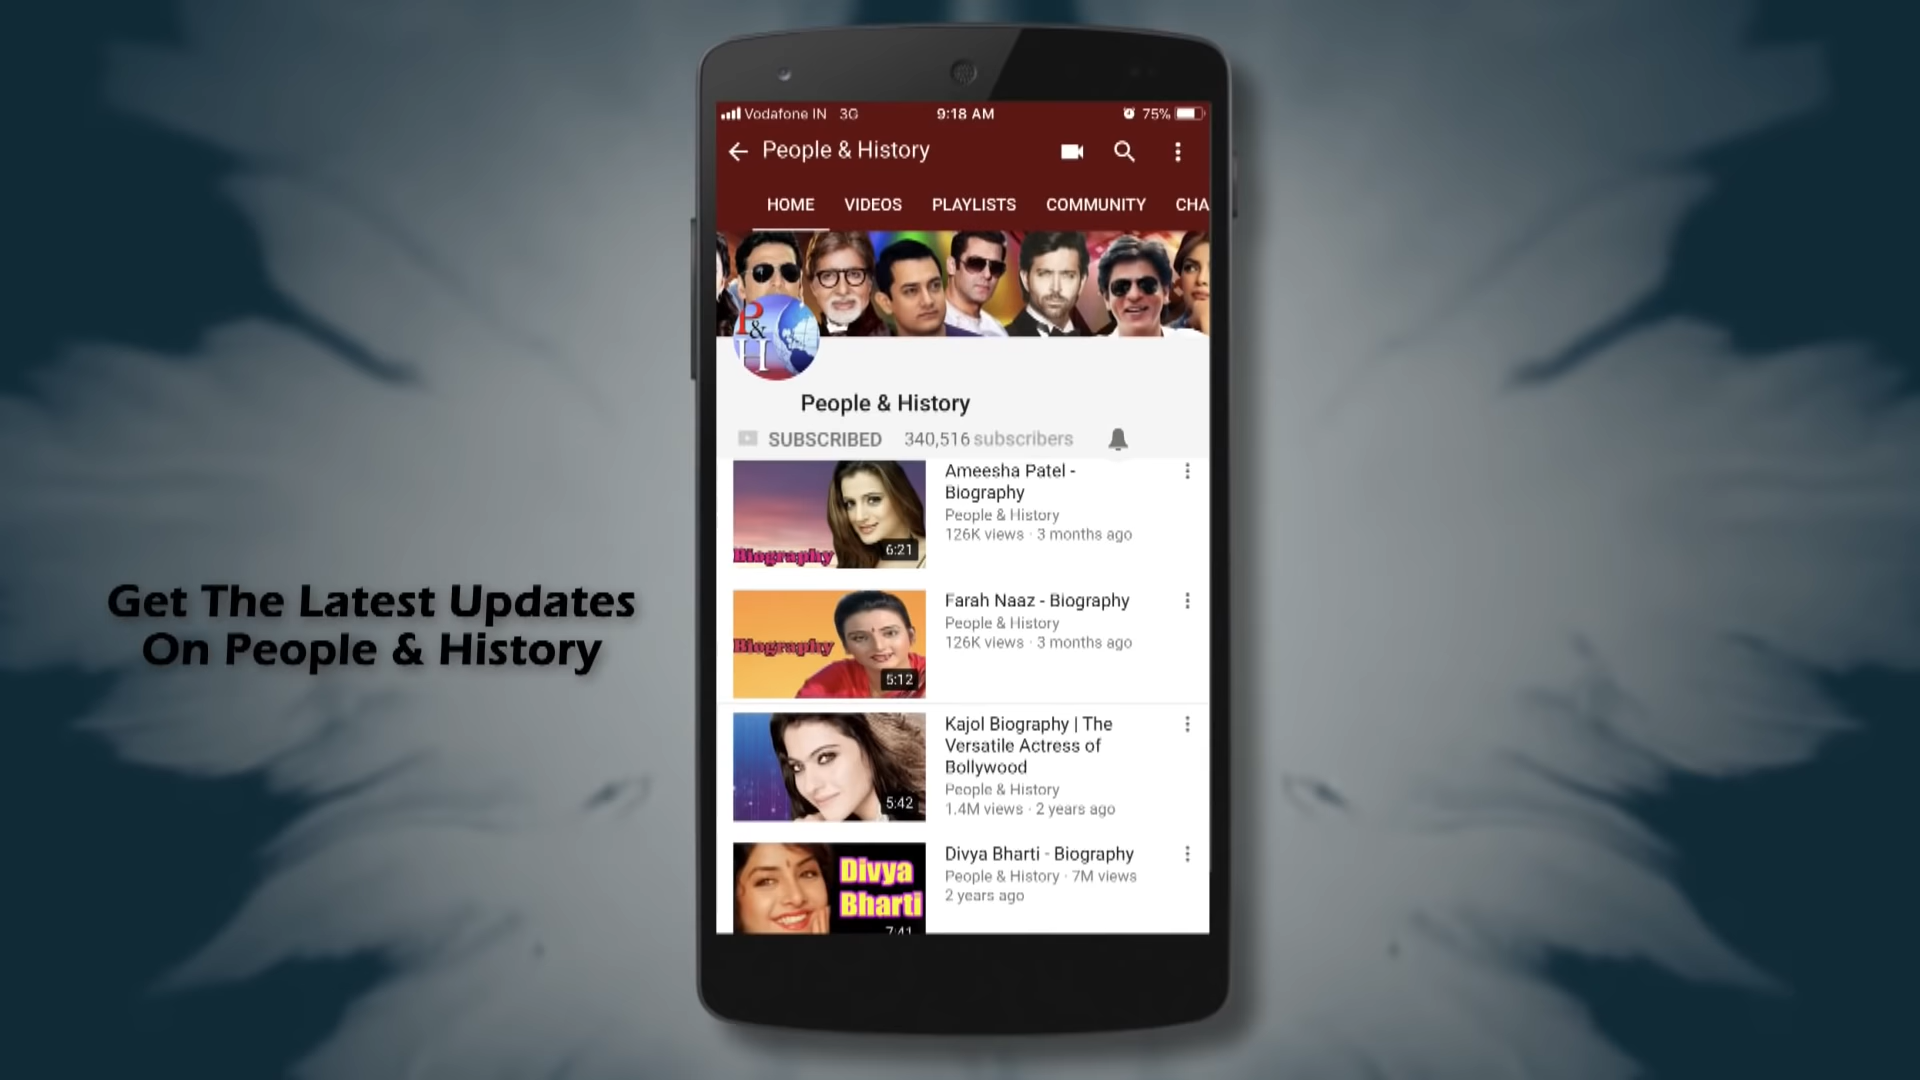 Vodafone IN 3G 9:18 AM 75%
People & History
HOME VIDEOS PLAYLISTS COMMUNITY CHA
P
&
H
People & History
SUBSCRIBED 340,516 subscribers
Ameesha Patel -
Biography
People & History
126K views · 3 months ago
Biography
6:21
Farah Naaz - Biography
People & History
126K views · 3 months ago
Biography
5:12
Kajol Biography | The
Versatile Actress of
Bollywood
People & History
1.4M views · 2 years ago
5:42
Divya Bharti - Biography
People & History · 7M views
2 years ago
Divya
Bharti
7:41
Get The Latest Updates
On People & History